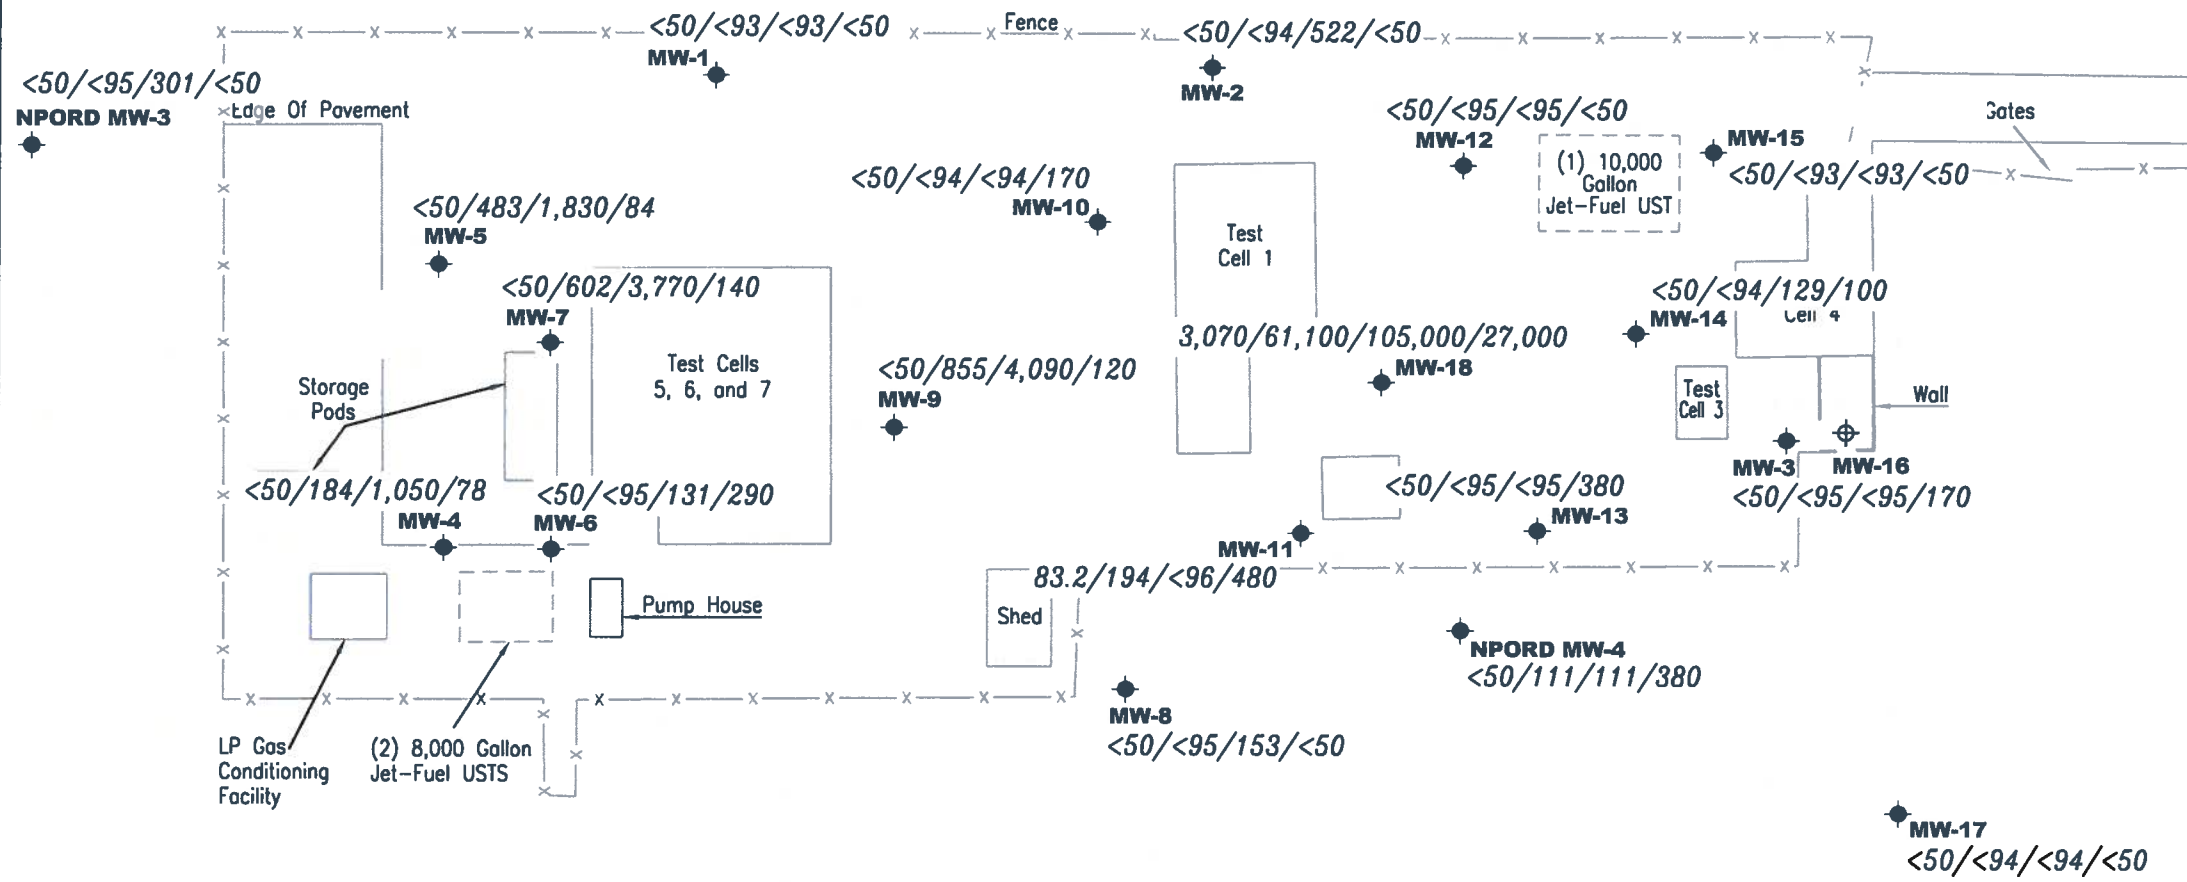 <50/<93/<93/<50
MW-1
Fence
<50/<94/522/<50
MW-2
<50/<95/301/<50
NPORD MW-3
Edge Of Pavement
<50/<95/<95/<50
MW-12
(1) 10,000
Gallon
Jet-Fuel UST
MW-15
<50/<93/<93/<50
Gates
<50/<94/<94/170
MW-10
<50/483/1,830/84
MW-5
Test
Cell 1
<50/602/3,770/140
MW-7
<50/<94/129/100
MW-14
Cell 4
3,070/61,100/105,000/27,000
MW-18
Test Cells
5, 6, and 7
<50/855/4,090/120
MW-9
Storage
Pods
Test
Cell 3
Wall
MW-3
MW-16
<50/<95/<95/170
<50/184/1,050/78
MW-4
<50/<95/131/290
MW-6
<50/<95/<95/380
MW-13
MW-11
83.2/194/<96/480
Shed
Pump House
NPORD MW-4
<50/111/111/380
MW-8
<50/<95/153/<50
LP Gas
Conditioning
Facility
(2) 8,000 Gallon
Jet-Fuel USTS
MW-17
<50/<94/<94/<50